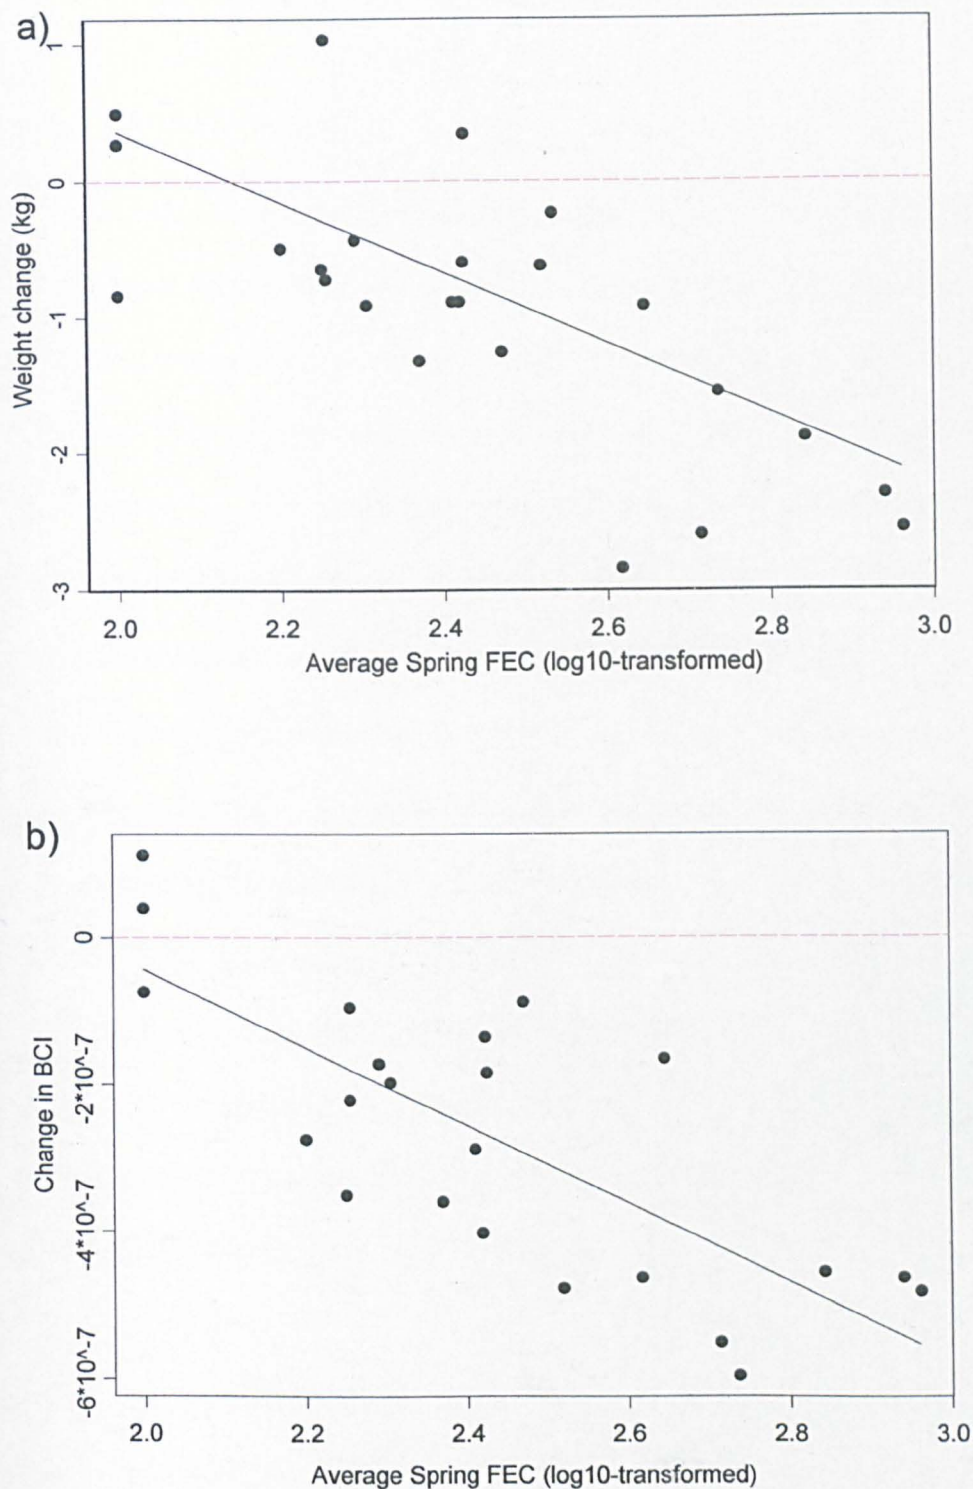 a)
1
0
-1
-2
-3
Weight change (kg)
2.0 2.2 2.4 2.6 2.8 3.0
Average Spring FEC (log10-transformed)
b)
0
-2*10^-7
-4*10^-7
-6*10^-7
Change in BCI
2.0 2.2 2.4 2.6 2.8 3.0
Average Spring FEC (log10-transformed)